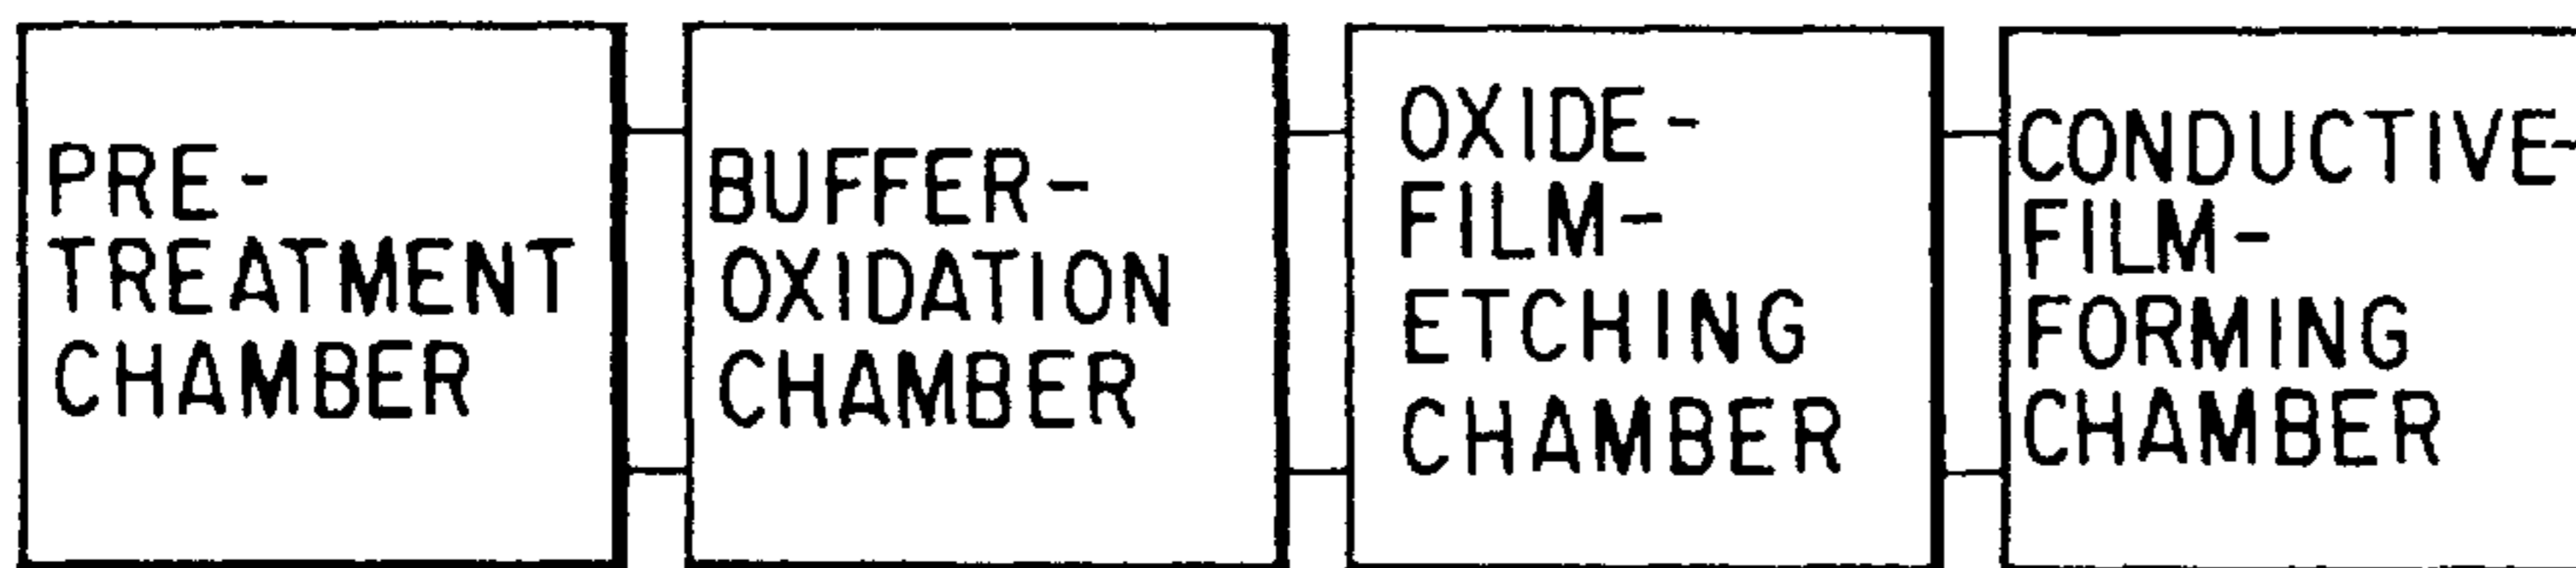 PRE-
TREATMENT
CHAMBER
BUFFER-
OXIDATION
CHAMBER
OXIDE-
FILM-
ETCHING
CHAMBER
CONDUCTIVE-
FILM-
FORMING
CHAMBER